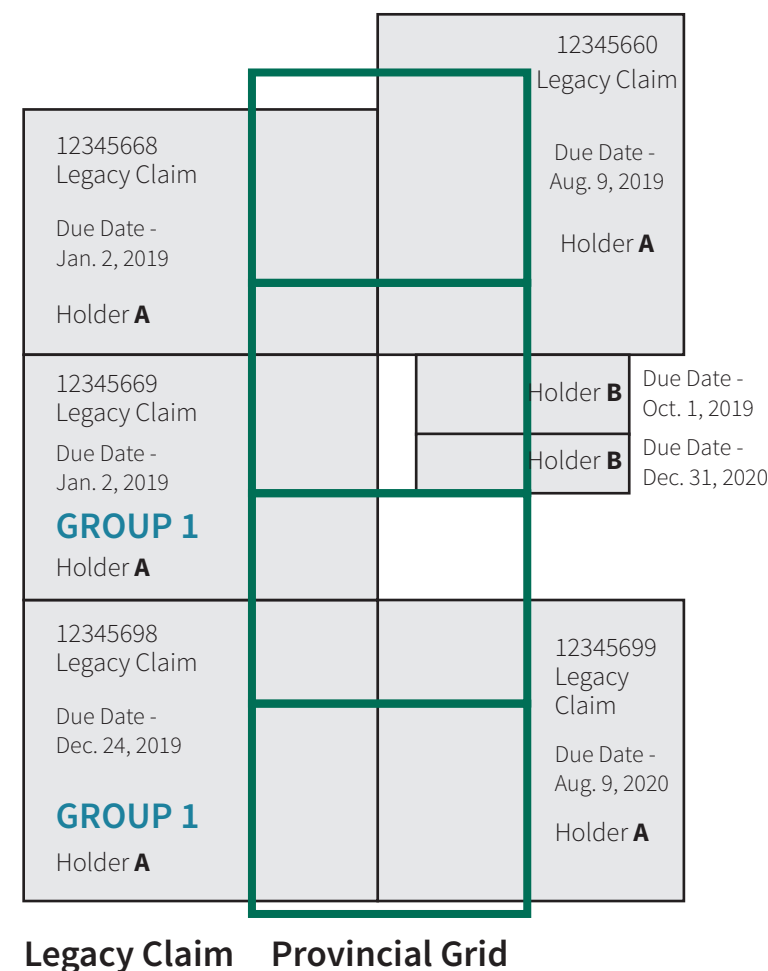 12345660
Legacy Claim
Due Date -
Aug. 9, 2019
Holder A
12345668
Legacy Claim
Due Date -
Jan. 2, 2019
Holder A
12345669
Legacy Claim
Due Date -
Jan. 2, 2019
GROUP 1
Holder A
Holder B
Due Date -
Oct. 1, 2019
Holder B
Due Date -
Dec. 31, 2020
12345698
Legacy Claim
Due Date -
Dec. 24, 2019
GROUP 1
Holder A
12345699
Legacy
Claim
Due Date -
Aug. 9, 2020
Holder A
Legacy Claim Provincial Grid